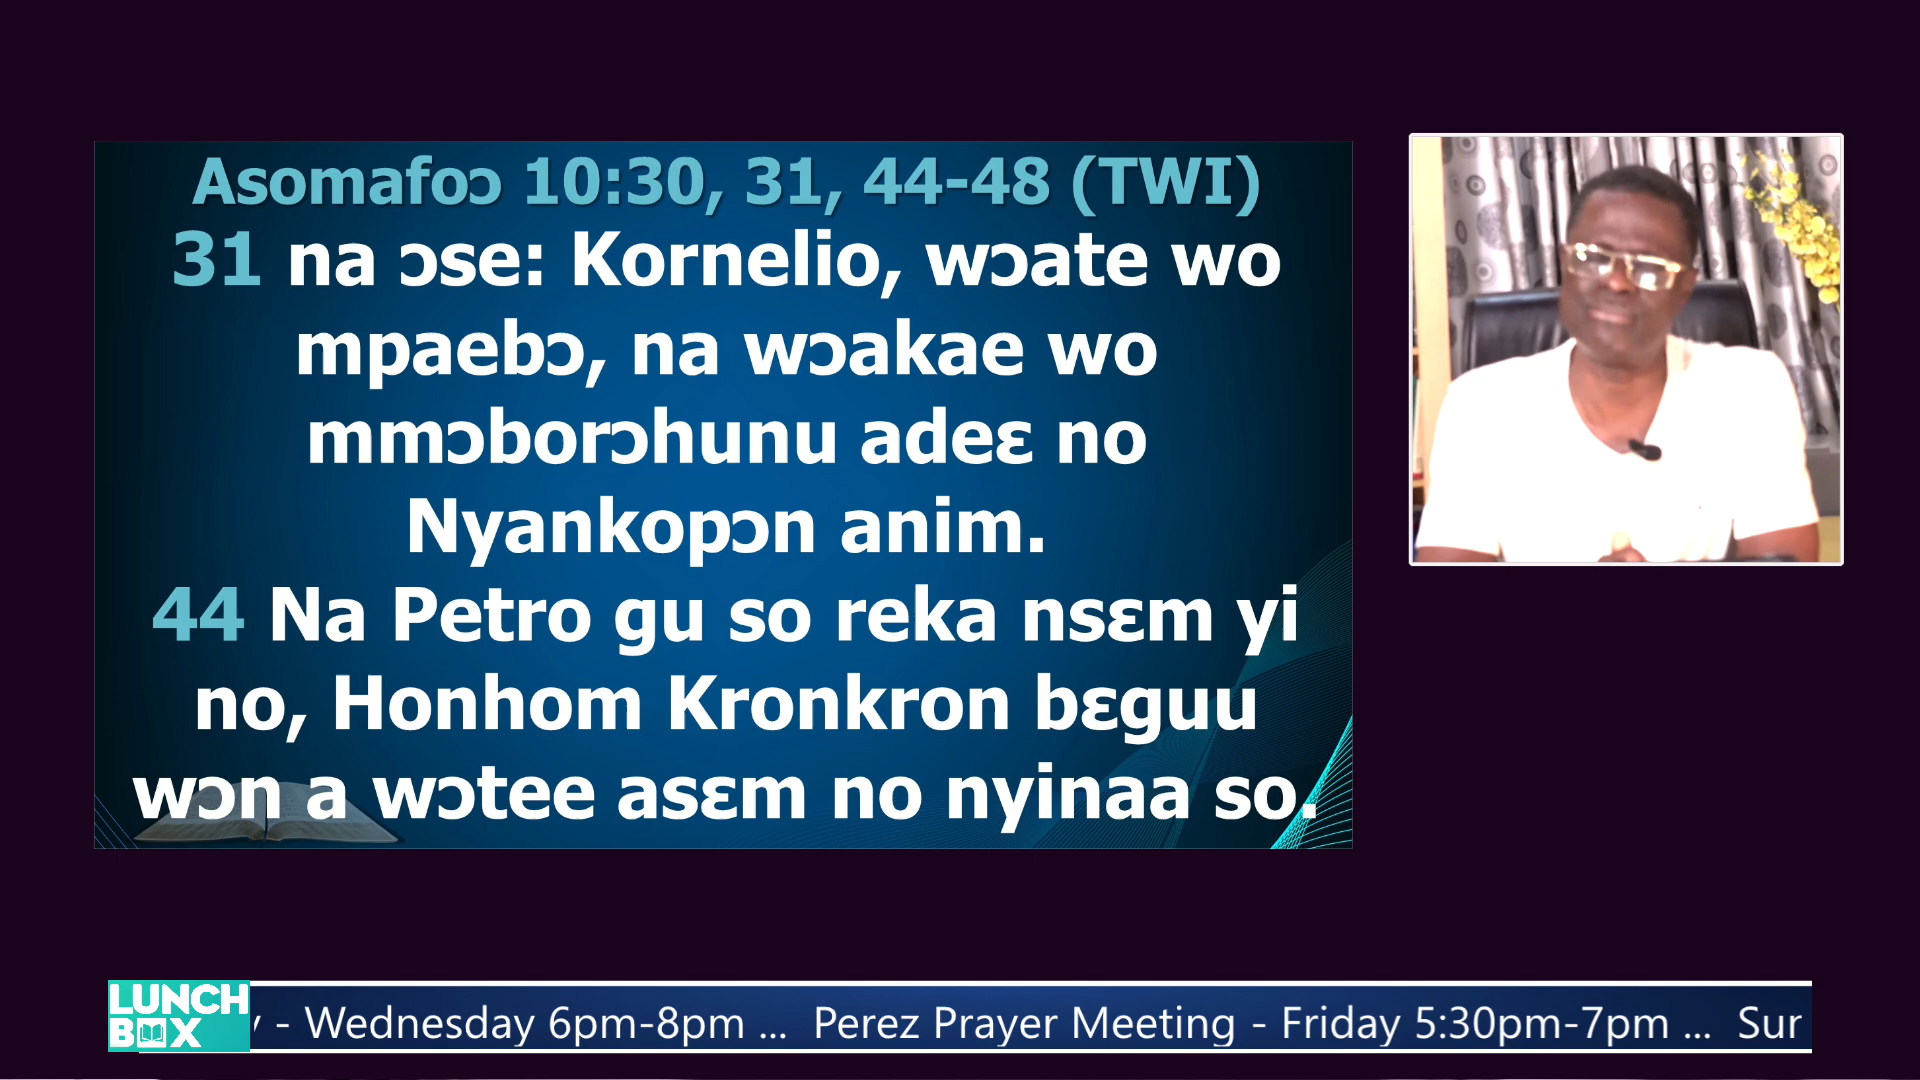 Asomafoɔ 10:30, 31, 44-48 (TWI)
31 na ɔse: Kornelio, wɔate wo
mpaebɔ, na wɔakae wo
mmɔborɔhunu adeɛ no
Nyankopɔn anim.
44 Na Petro gu so reka nsɛm yi
no, Honhom Kronkron bɛguu
wɔn a wɔtee asɛm no nyinaa so.
LUNCH
BOX
- Wednesday 6pm-8pm ... Perez Prayer Meeting - Friday 5:30pm-7pm ...